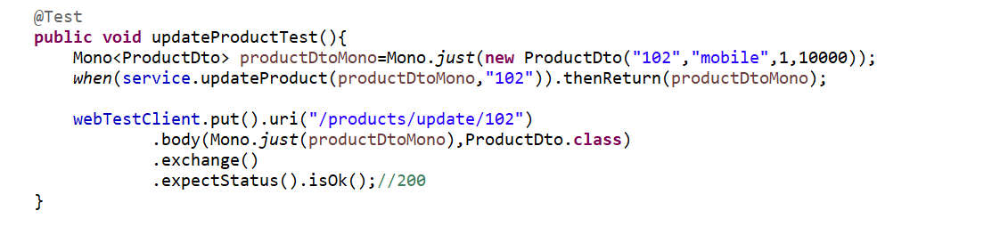 @Test
public void updateProductTest(){
    Mono<ProductDto> productDtoMono=Mono.just(new ProductDto("102","mobile",1,10000));
    when(service.updateProduct(productDtoMono,"102")).thenReturn(productDtoMono);

    webTestClient.put().uri("/products/update/102")
            .body(Mono.just(productDtoMono),ProductDto.class)
            .exchange()
            .expectStatus().isOk();//200
}